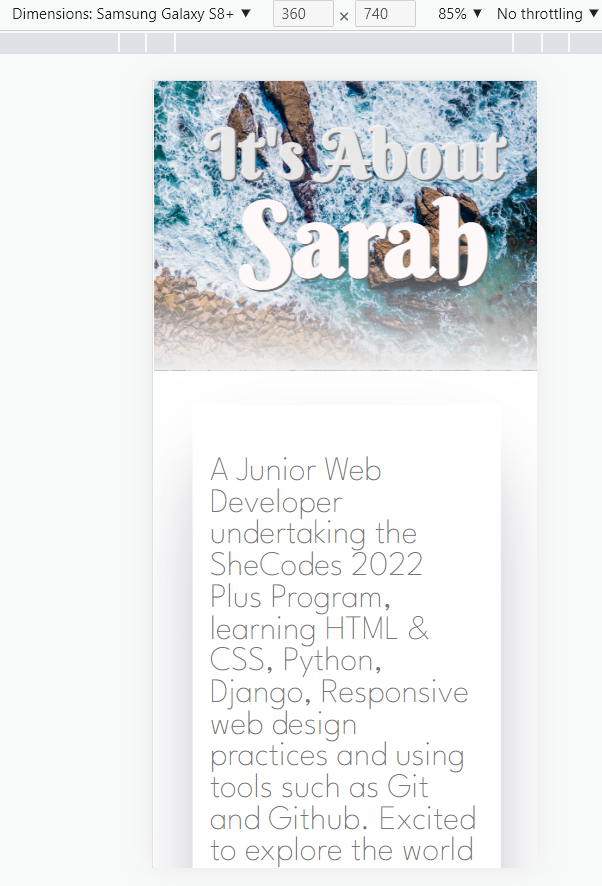 Dimensions: Samsung Galaxy S8+ ▼ 360 × 740 85% ▼ No throttling ▼
It's About
Sarah
A Junior Web
Developer
undertaking the
SheCodes 2022
Plus Program,
learning HTML &
CSS, Python,
Django, Responsive
web design
practices and using
tools such as Git
and Github. Excited
to explore the world